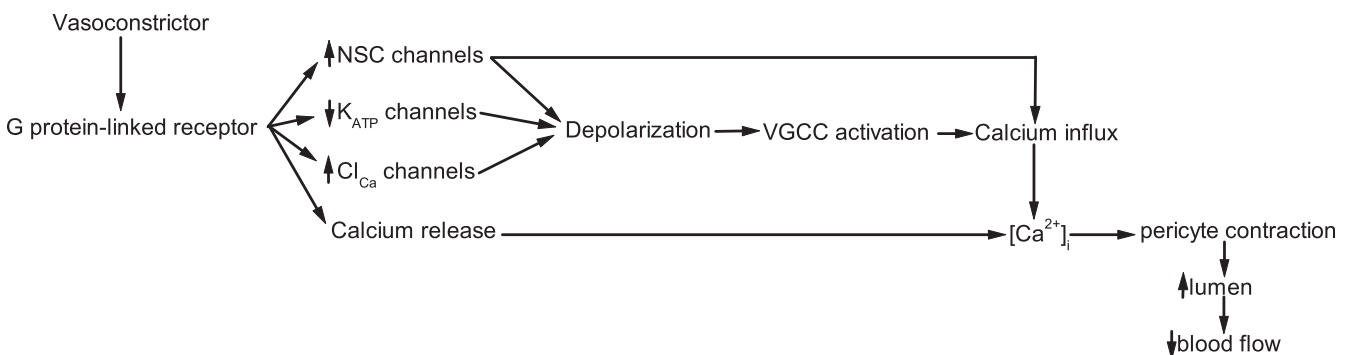 Vasoconstrictor
↑NSC channels
↓K_ATP channels
G protein-linked receptor
Depolarization
VGCC activation
Calcium influx
↑Cl_Ca channels
Calcium release
[Ca²⁺]ᵢ
pericyte contraction
↑lumen
↓blood flow